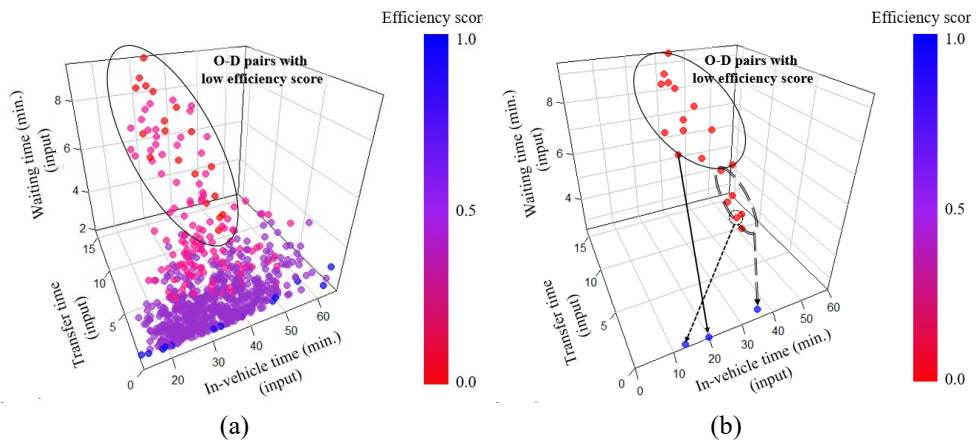 Efficiency scor
1.0
0.5
0.0
O-D pairs with
low efficiency score
Waiting time (min.)
(input)
8
6
4
2
Transfer time
(input)
15
10
5
0
In-vehicle time (min.)
(input)
20
30
40
50
60
(a)
Efficiency score
1.0
0.5
0.0
O-D pairs with
low efficiency score
Waiting time (min.)
(input)
8
6
4
Transfer time
(input)
15
10
5
0
In-vehicle time (min.)
(input)
0
10
20
30
40
50
60
(b)